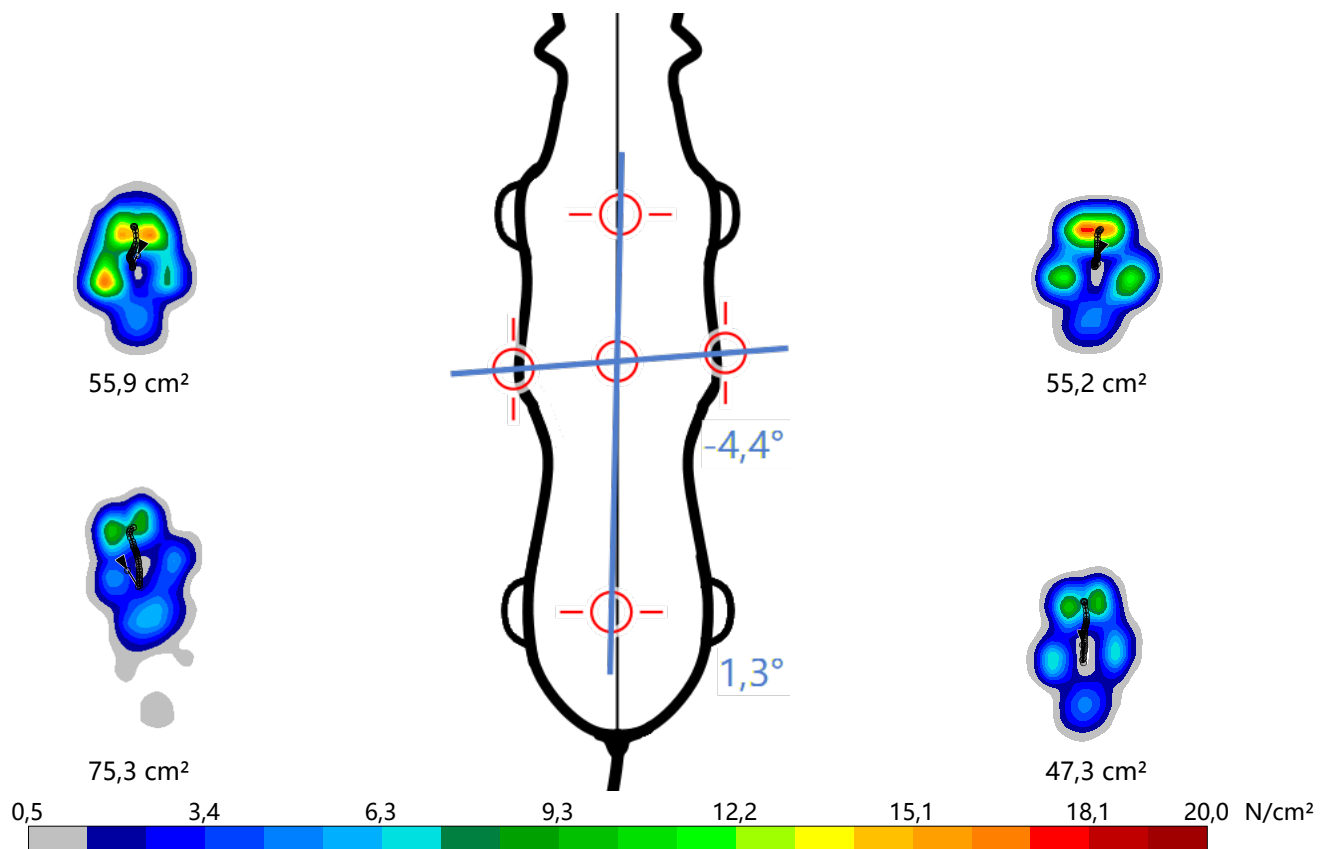 55,9 cm²
55,2 cm²
-4,4°
1,3°
75,3 cm²
47,3 cm²
0,5 3,4 6,3 9,3 12,2 15,1 18,1 20,0 N/cm²